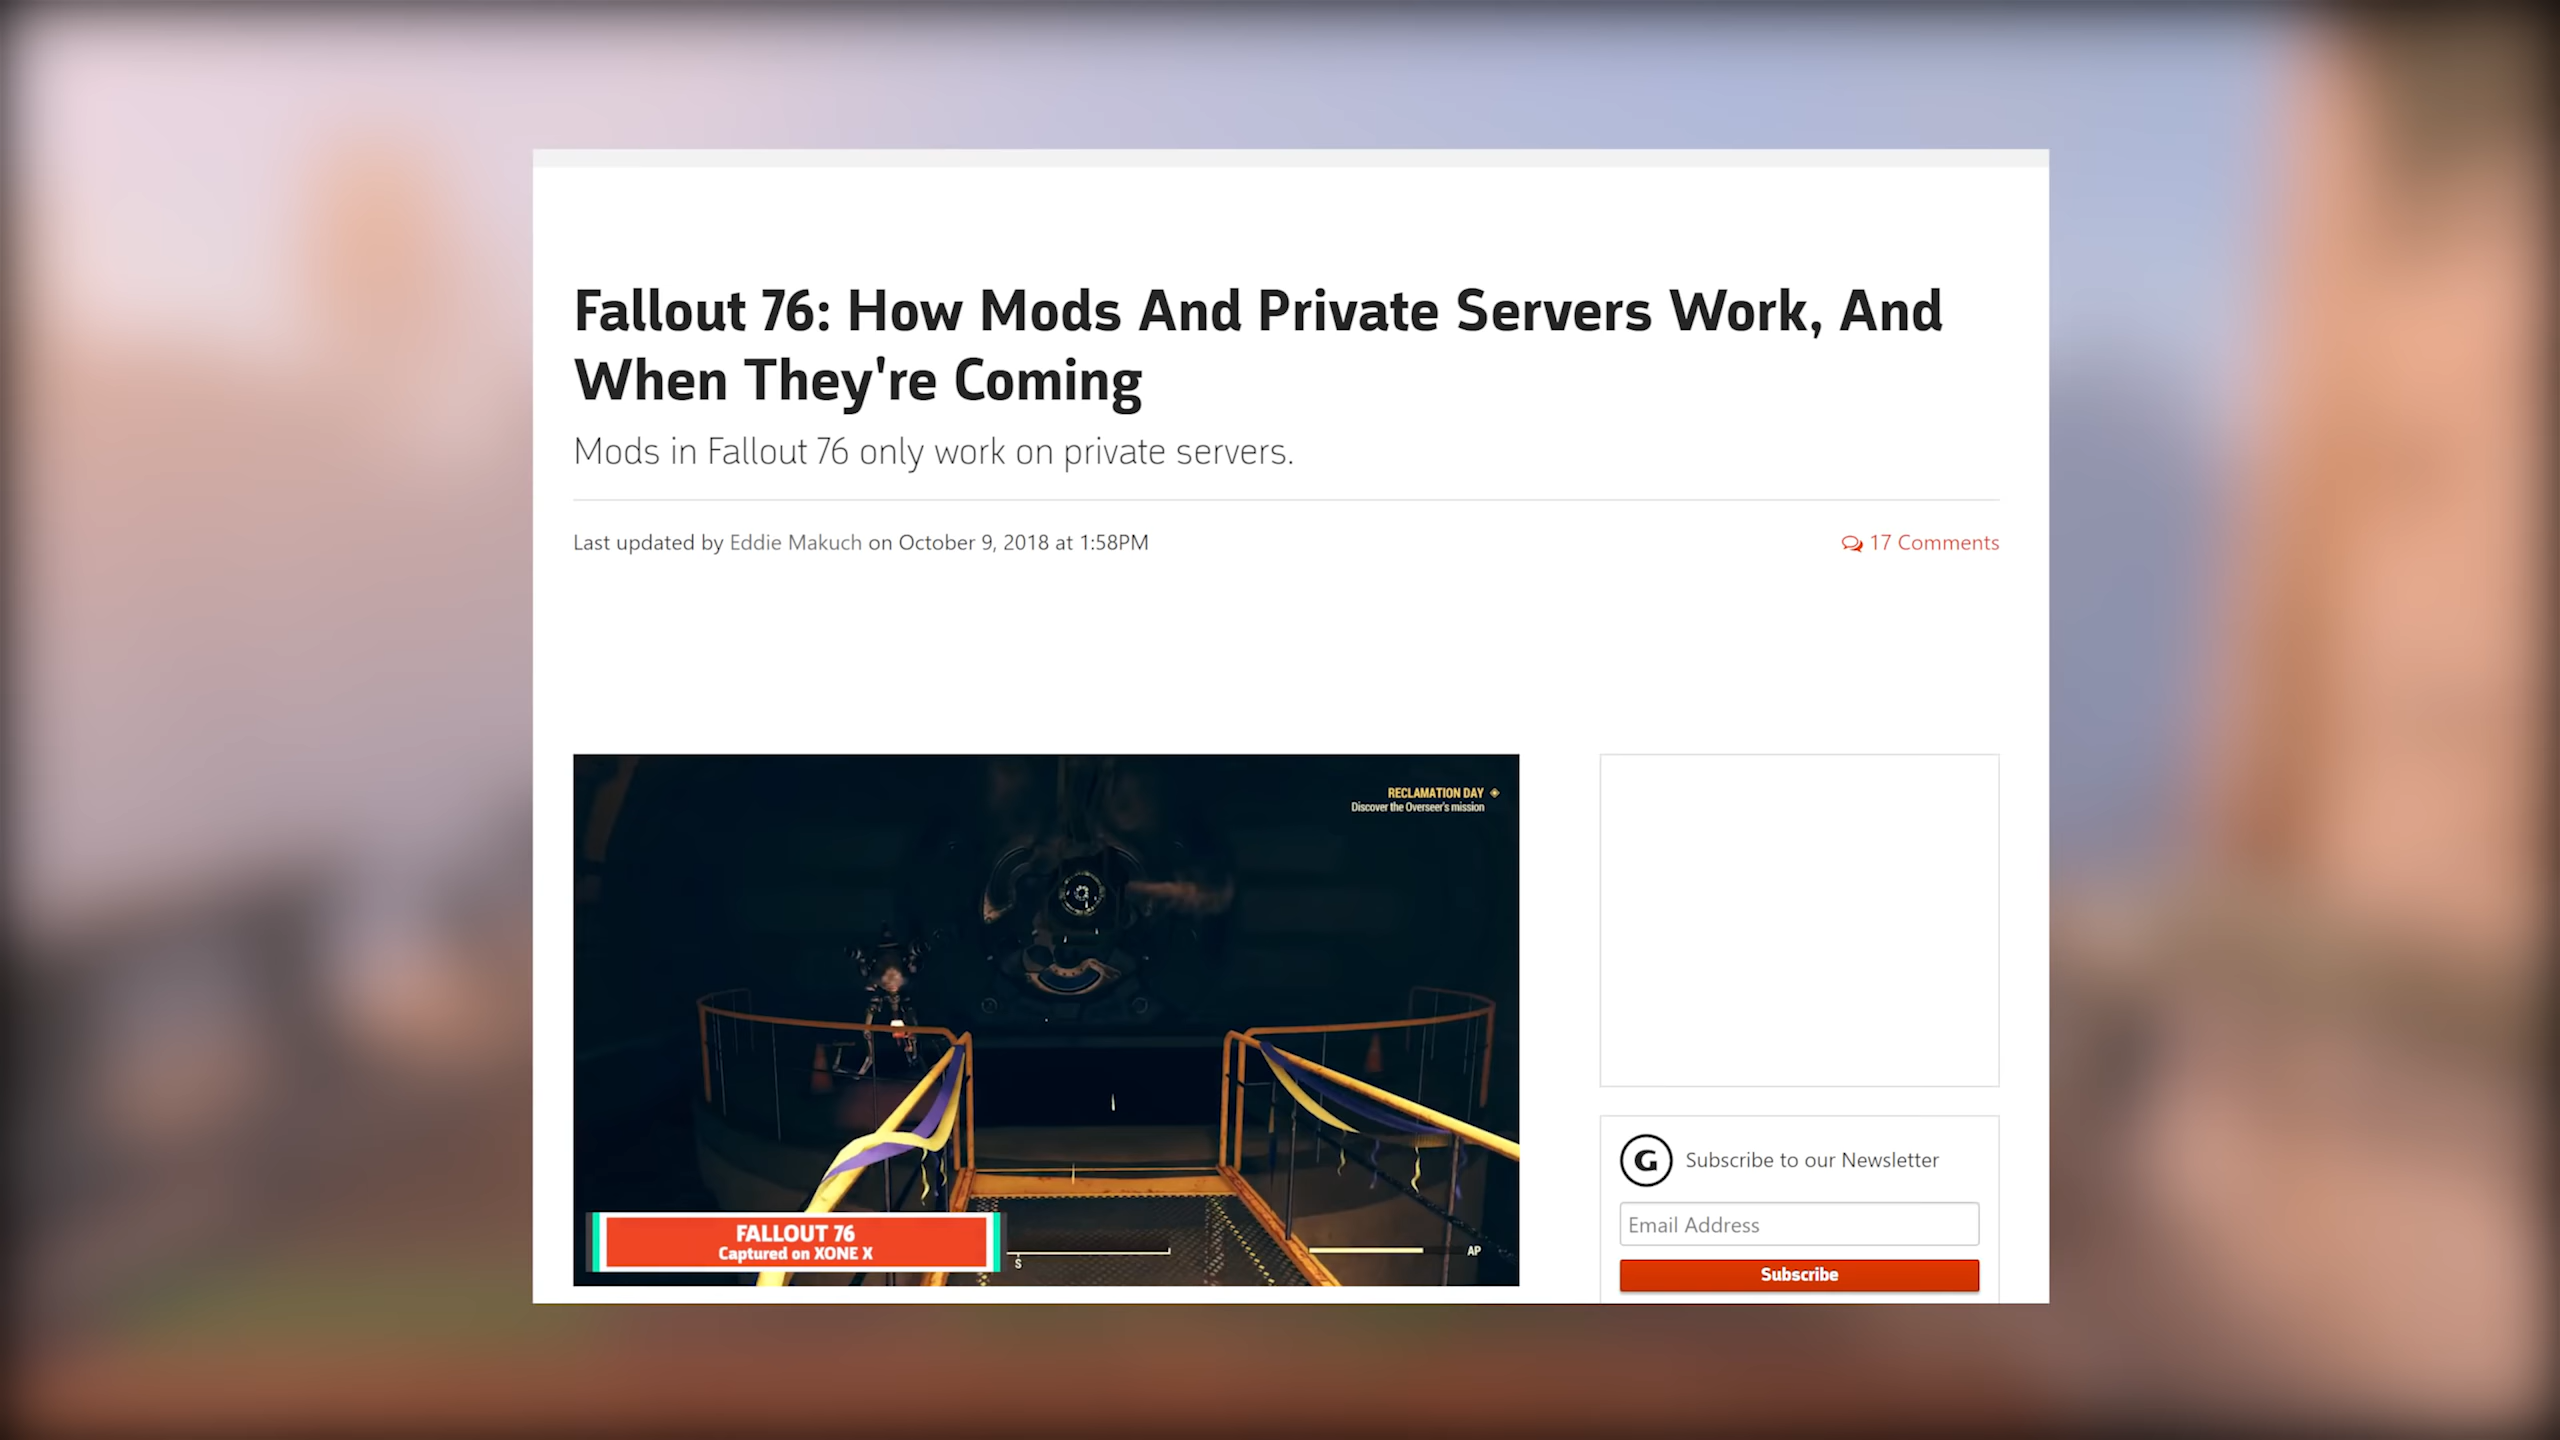 Fallout 76: How Mods And Private Servers Work, And
When They're Coming
Mods in Fallout 76 only work on private servers.
Last updated by Eddie Makuch on October 9, 2018 at 1:58PM
17 Comments
RECLAMATION DAY
Discover the Overseer's mission
FALLOUT 76
Captured on XONE X
S
AP
G Subscribe to our Newsletter
Email Address
Subscribe